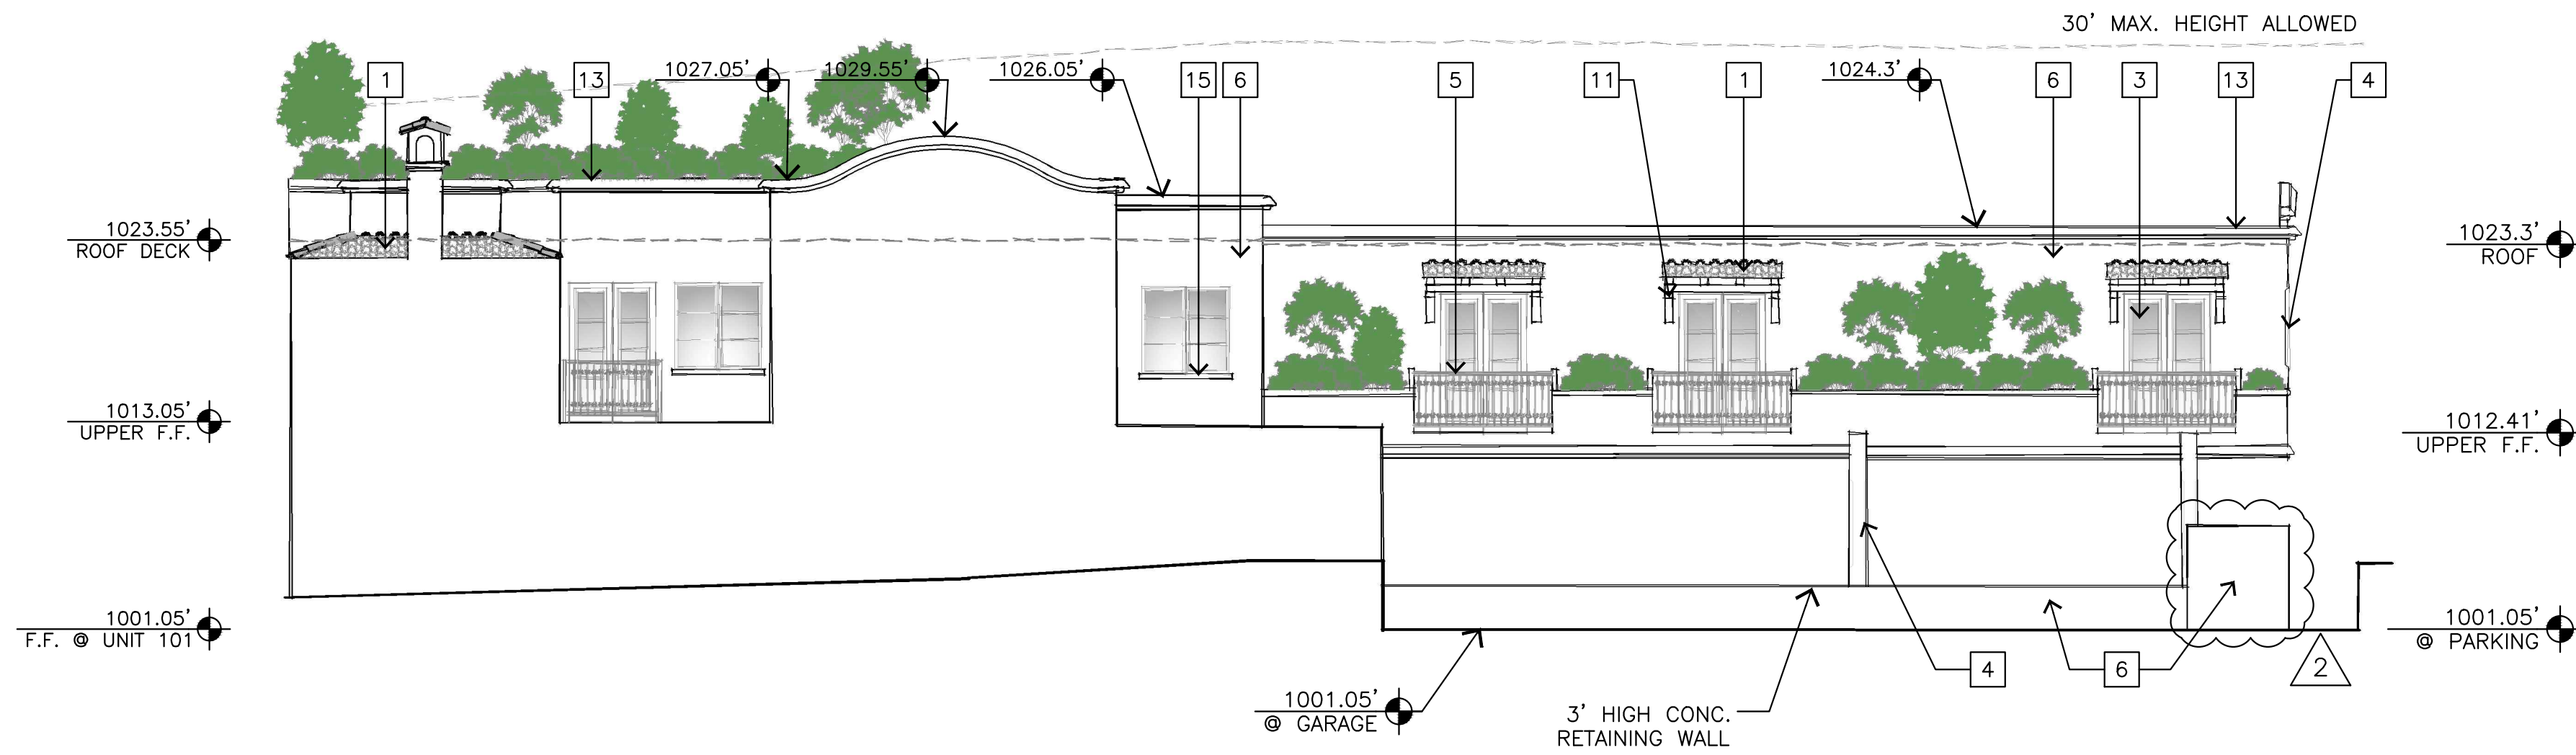 30' MAX. HEIGHT ALLOWED
1
13
1027.05'
1029.55'
1026.05'
15
6
5
11
1
1024.3'
6
3
13
4
1023.55'
ROOF DECK
1023.3'
ROOF
1013.05'
UPPER F.F.
1012.41'
UPPER F.F.
1001.05'
F.F. @ UNIT 101
1001.05'
@ PARKING
4
6
2
1001.05'
@ GARAGE
3' HIGH CONC.
RETAINING WALL